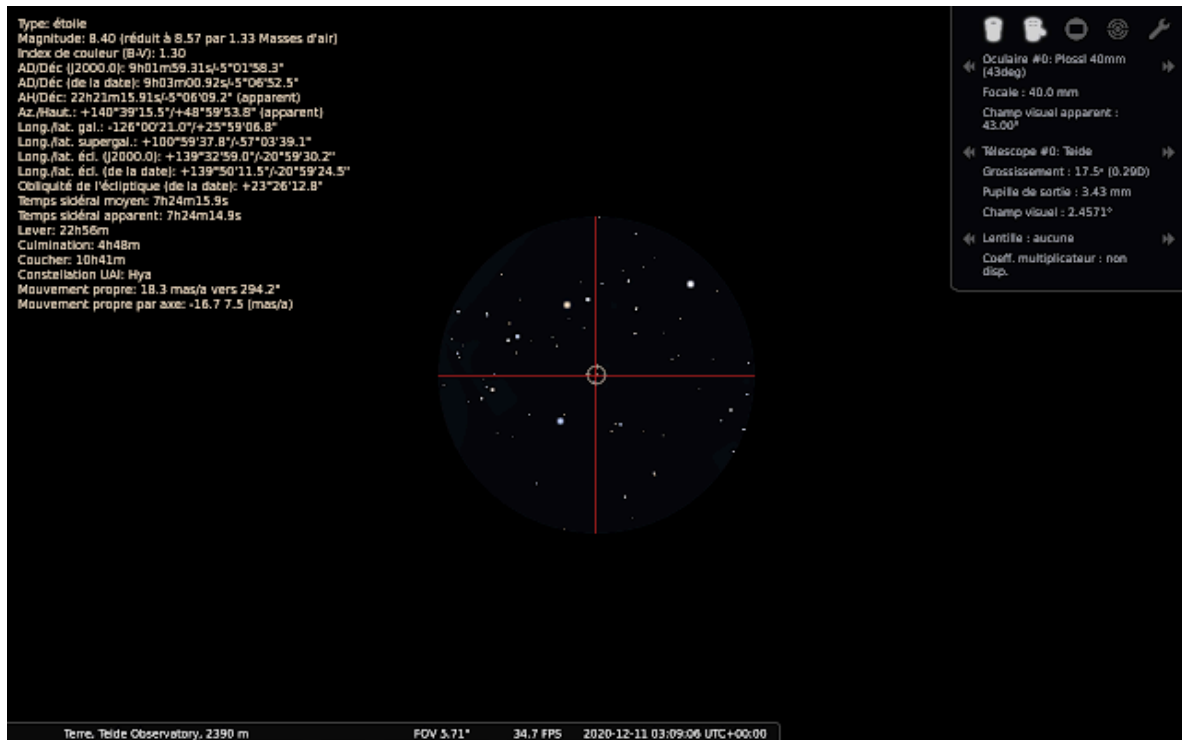 Type: étoile
Magnitude: 8.40 (réduit à 8.57 par 1.33 Masses d'air)
Index de couleur (B-V): 1.30
AD/Déc (J2000.0): 9h01m59.31s/-5°01'58.3"
AD/Déc (de la date): 9h03m00.92s/-5°06'52.5"
AH/Déc: 22h21m15.91s/-5°06'09.2" (apparent)
Az./Haut.: +140°39'15.5"/+48°59'53.8" (apparent)
Long./lat. gal.: -126°00'21.0"/+25°59'06.8"
Long./lat. supergal.: +100°59'37.8"/-57°03'39.1"
Long./lat. écl. (J2000.0): +139°32'59.0"/-20°59'30.2"
Long./lat. écl. (de la date): +139°50'11.5"/-20°59'24.5"
Obliquité de l'écliptique (de la date): +23°26'12.8"
Temps sidéral moyen: 7h24m15.9s
Temps sidéral apparent: 7h24m14.9s
Lever: 22h56m
Culmination: 4h48m
Coucher: 10h41m
Constellation UAI: Hya
Mouvement propre: 18.3 mas/a vers 294.2°
Mouvement propre par axe: -16.7 7.5 (mas/a)
Oculaire #0: Plossl 40mm
(43deg)
Focale : 40.0 mm
Champ visuel apparent :
43.00°
Télescope #0: Teide
Grossissement : 17.5× (0.29D)
Pupille de sortie : 3.43 mm
Champ visuel : 2.4571°
Lentille : aucune
Coeff. multiplicateur : non
disp.
Terre, Teide Observatory, 2390 m FOV 5.71° 34.7 FPS 2020-12-11 03:09:06 UTC+00:00